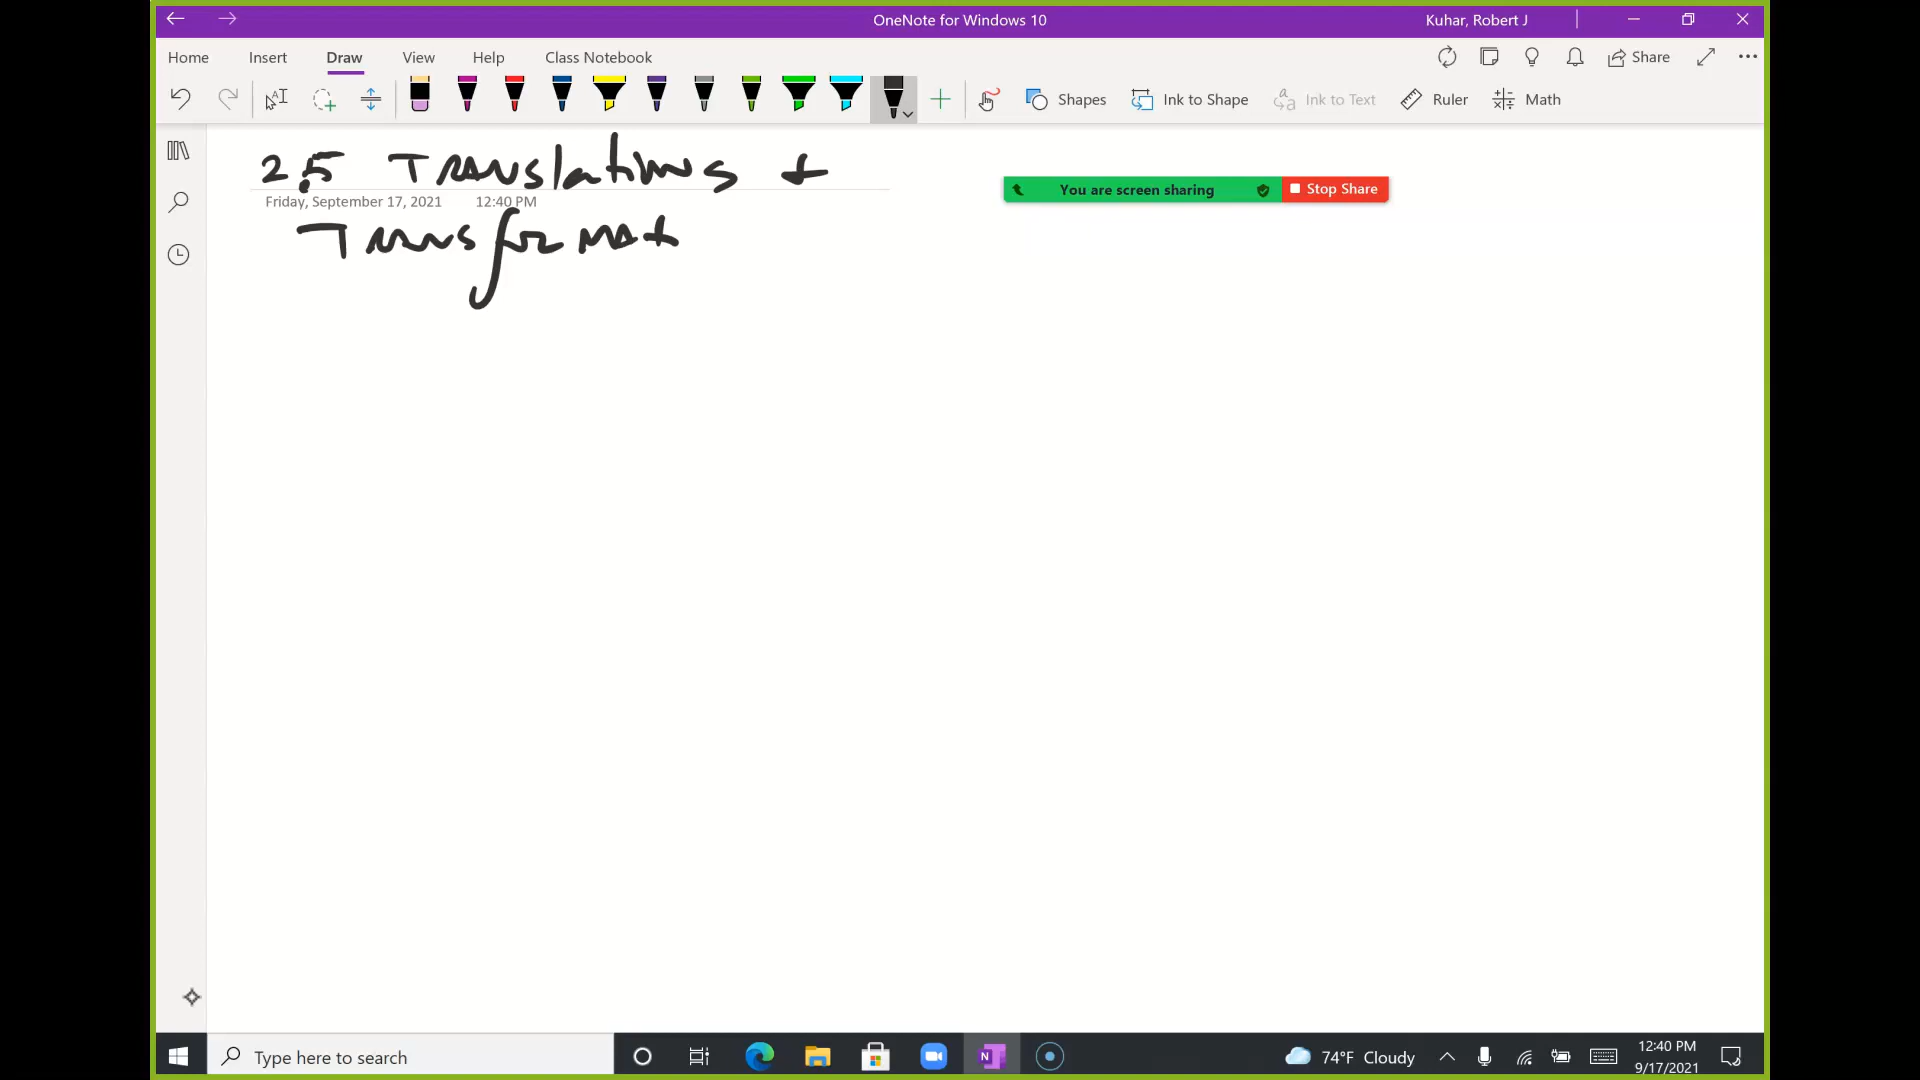 OneNote for Windows 10
Kuhar, Robert J
Home Insert Draw View Help Class Notebook
Share
Shapes Ink to Shape Ink to Text Ruler Math
2.5 Translations +
You are screen sharing Stop Share
Friday, September 17, 2021 12:40 PM
Transformat
Type here to search
74°F Cloudy
12:40 PM
9/17/2021